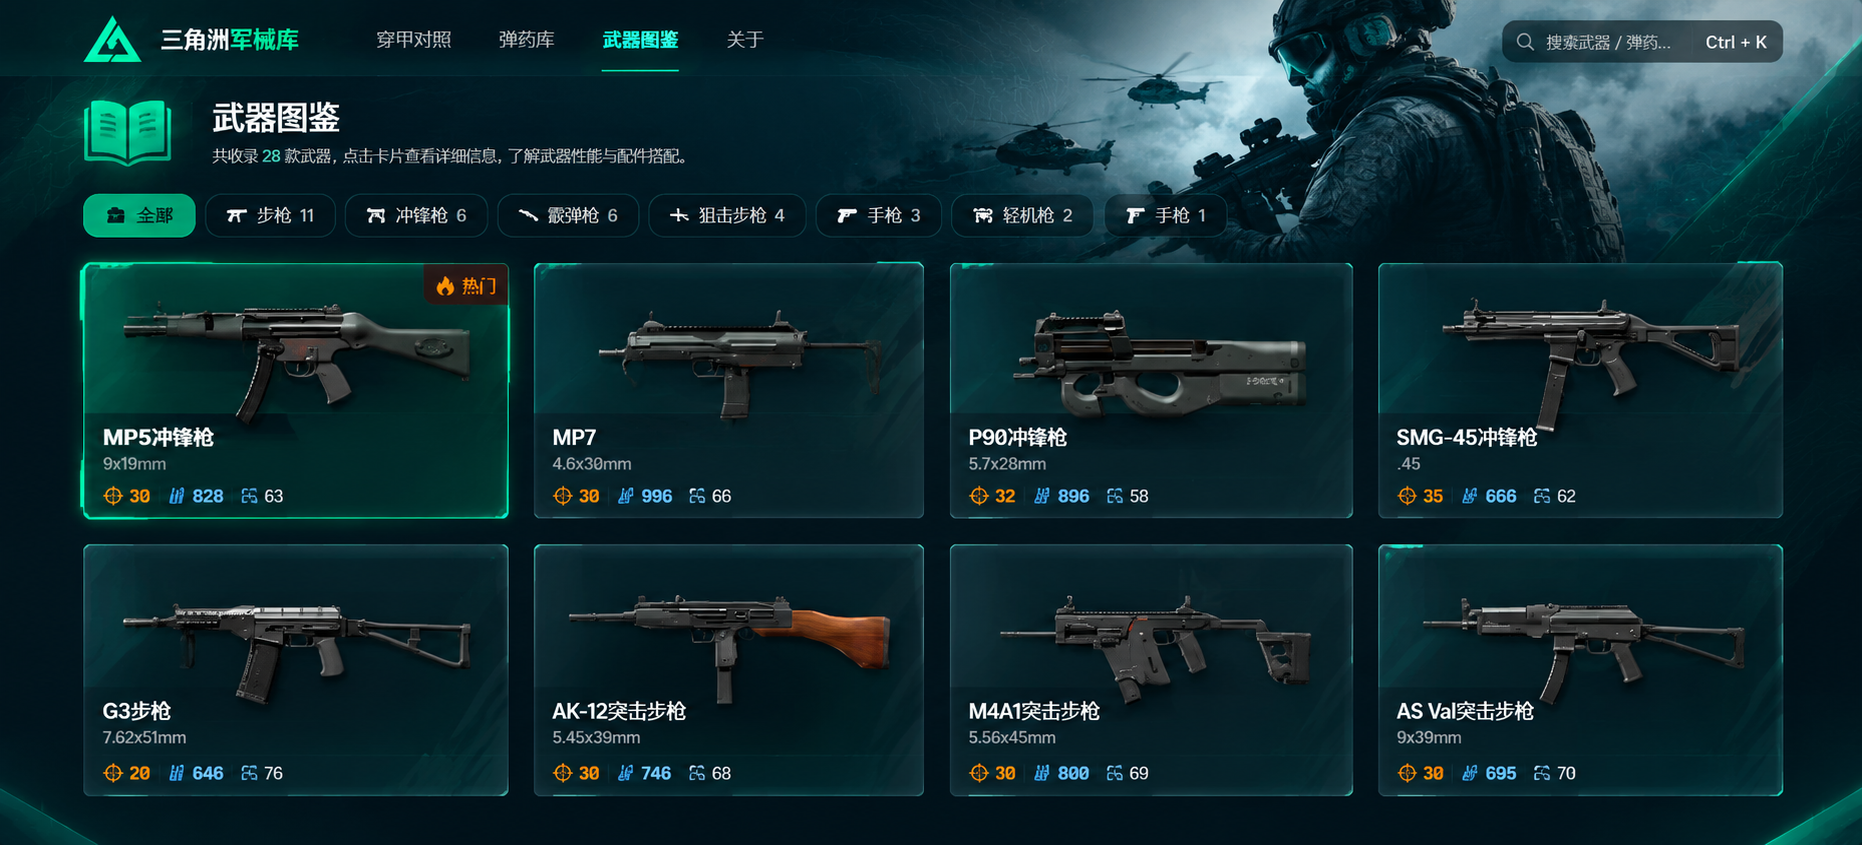 三角洲军械库
穿甲对照
弹药库
武器图鉴
关于
搜索武器 / 弹药...
Ctrl + K
武器图鉴
共收录 28 款武器，点击卡片查看详细信息，了解武器性能与配件搭配。
全部
步枪 11
冲锋枪 6
霰弹枪 6
狙击步枪 4
手枪 3
轻机枪 2
手枪 1
热门
MP5冲锋枪
9x19mm
30 828 63
MP7
4.6x30mm
30 996 66
P90冲锋枪
5.7x28mm
32 896 58
SMG-45冲锋枪
.45
35 666 62
G3步枪
7.62x51mm
20 646 76
AK-12突击步枪
5.45x39mm
30 746 68
M4A1突击步枪
5.56x45mm
30 800 69
AS Val突击步枪
9x39mm
30 695 70